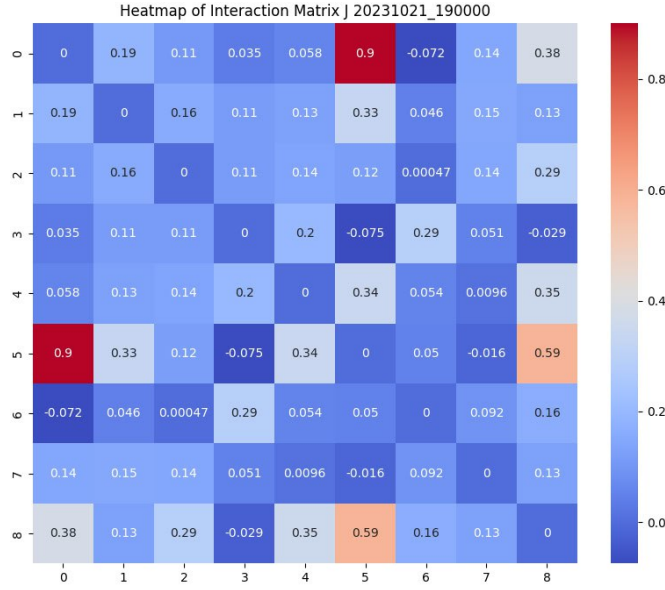 Heatmap of Interaction Matrix J 20231021_190000
0 0 0.19 0.11 0.035 0.058 0.9 -0.072 0.14 0.38
1 0.19 0 0.16 0.11 0.13 0.33 0.046 0.15 0.13
2 0.11 0.16 0 0.11 0.14 0.12 0.00047 0.14 0.29
3 0.035 0.11 0.11 0 0.2 -0.075 0.29 0.051 -0.029
4 0.058 0.13 0.14 0.2 0 0.34 0.054 0.0096 0.35
5 0.9 0.33 0.12 -0.075 0.34 0 0.05 -0.016 0.59
6 -0.072 0.046 0.00047 0.29 0.054 0.05 0 0.092 0.16
7 0.14 0.15 0.14 0.051 0.0096 -0.016 0.092 0 0.13
8 0.38 0.13 0.29 -0.029 0.35 0.59 0.16 0.13 0
0 1 2 3 4 5 6 7 8
0.8
0.6
0.4
0.2
0.0